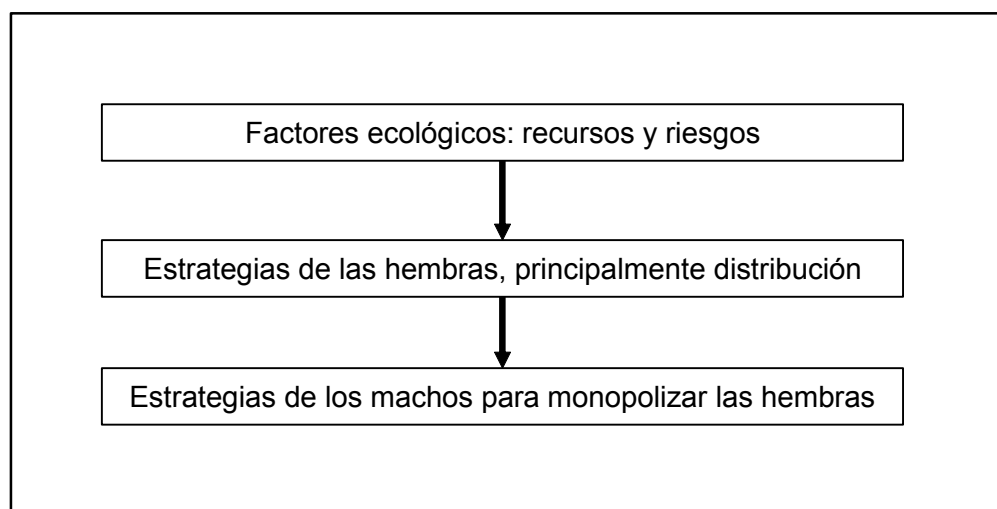 Factores ecológicos: recursos y riesgos
Estrategias de las hembras, principalmente distribución
Estrategias de los machos para monopolizar las hembras